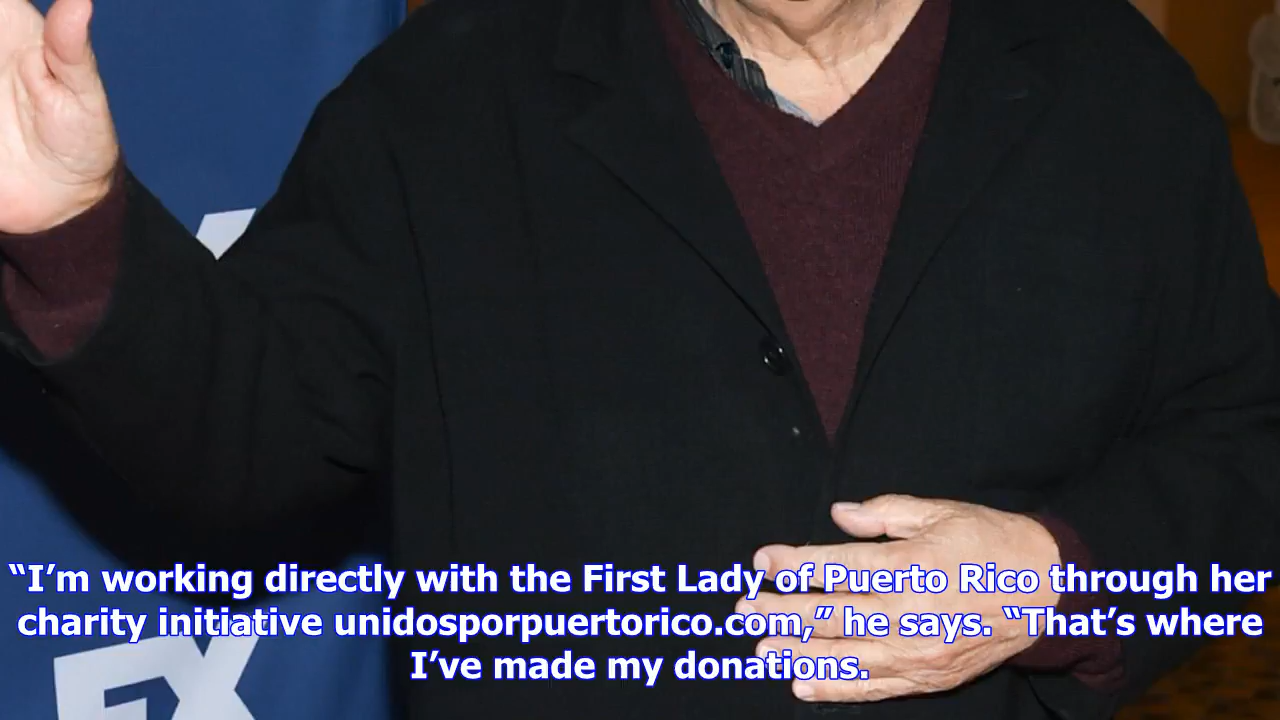 “I’m working directly with the First Lady of Puerto Rico through her
charity initiative unidosporpuertorico.com,” he says. “That’s where
I’ve made my donations.
FX